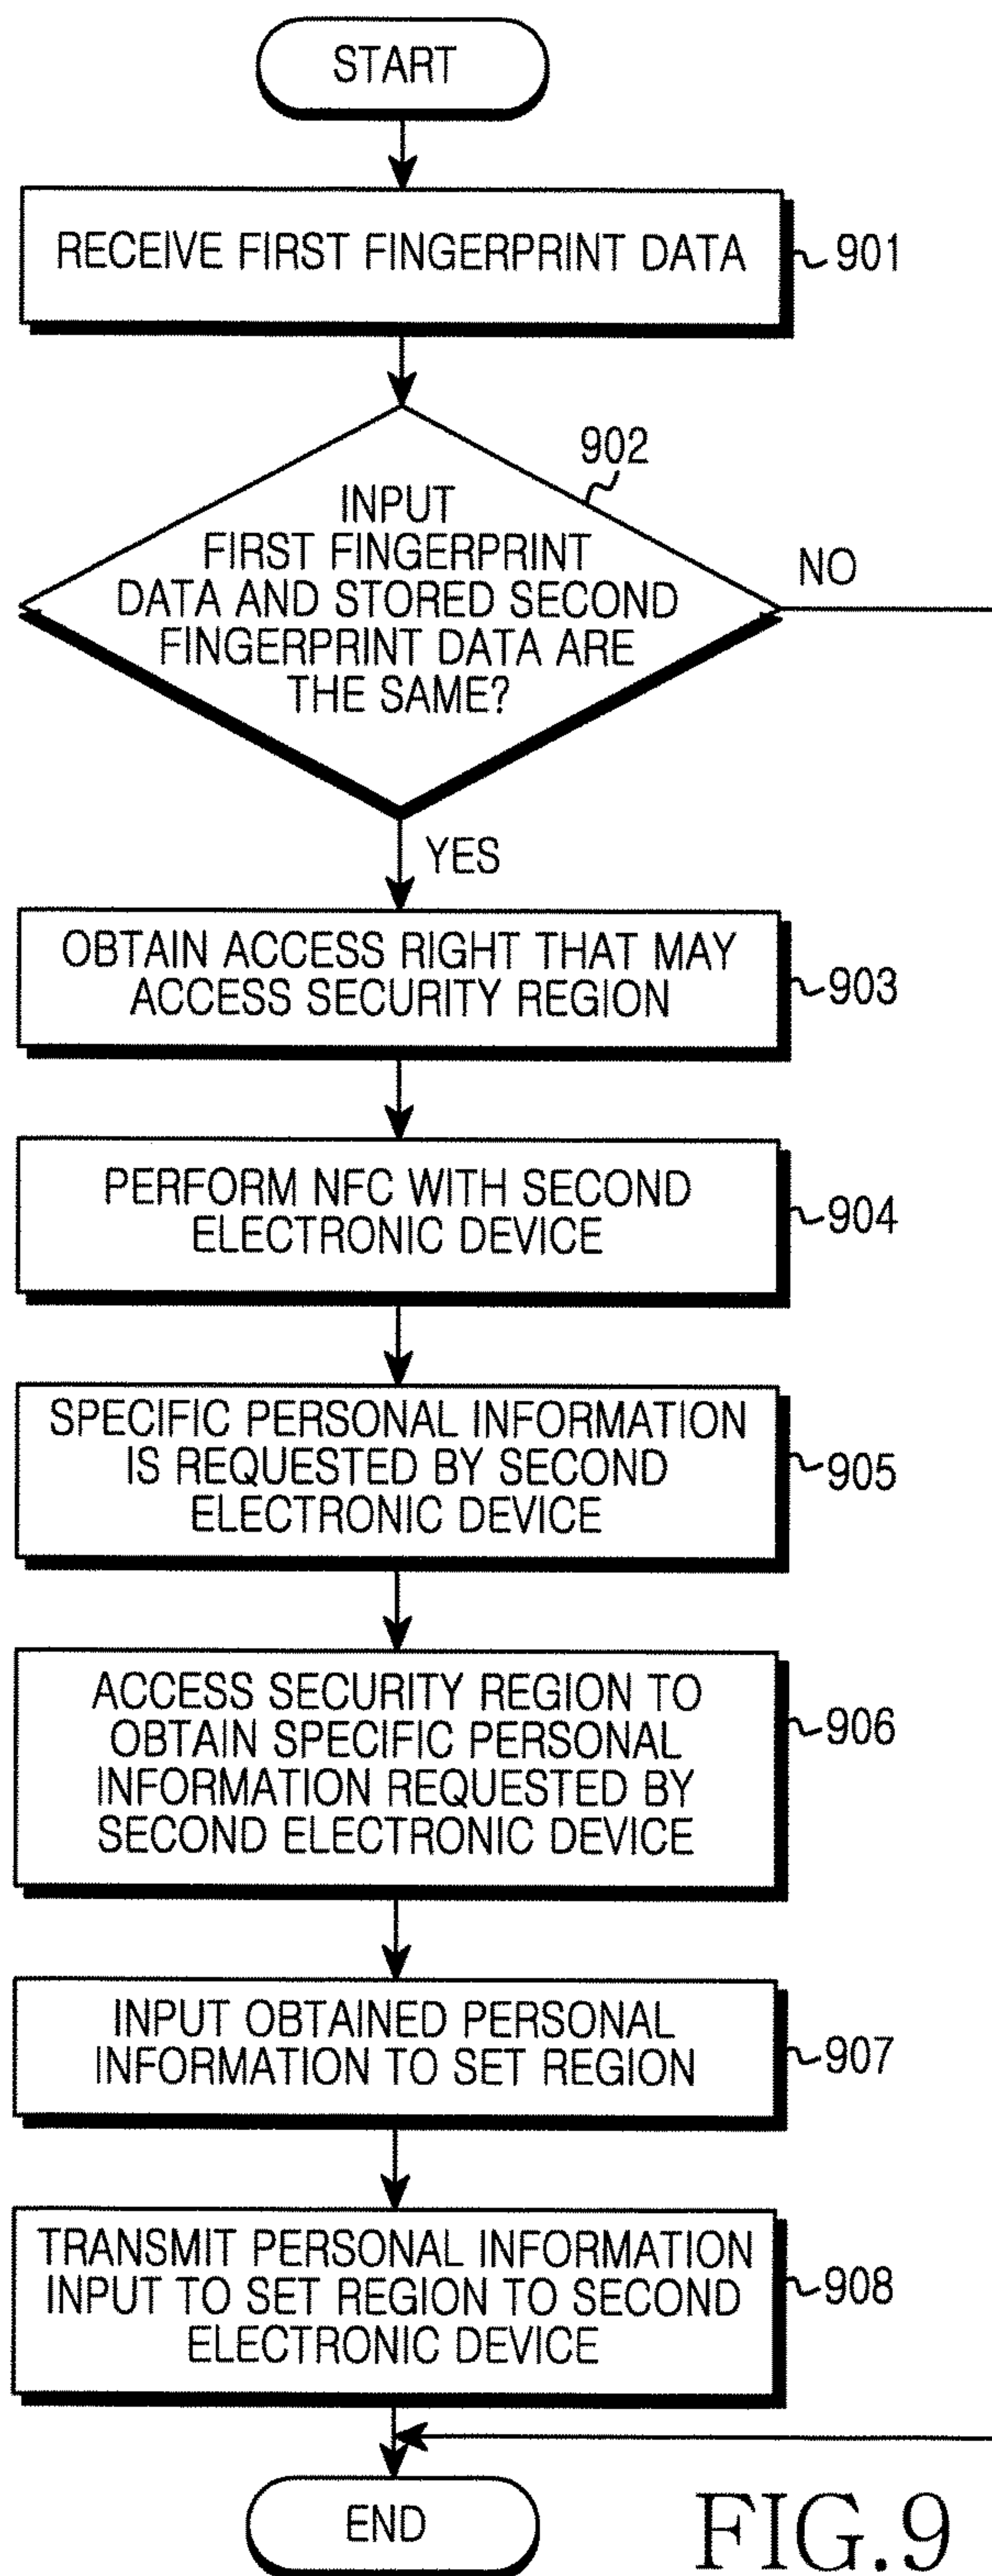 START
RECEIVE FIRST FINGERPRINT DATA
901
902
INPUT
FIRST FINGERPRINT
DATA AND STORED SECOND
FINGERPRINT DATA ARE
THE SAME?
NO
YES
OBTAIN ACCESS RIGHT THAT MAY
ACCESS SECURITY REGION
903
PERFORM NFC WITH SECOND
ELECTRONIC DEVICE
904
SPECIFIC PERSONAL INFORMATION
IS REQUESTED BY SECOND
ELECTRONIC DEVICE
905
ACCESS SECURITY REGION TO
OBTAIN SPECIFIC PERSONAL
INFORMATION REQUESTED BY
SECOND ELECTRONIC DEVICE
906
INPUT OBTAINED PERSONAL
INFORMATION TO SET REGION
907
TRANSMIT PERSONAL INFORMATION
INPUT TO SET REGION TO SECOND
ELECTRONIC DEVICE
908
END
FIG.9